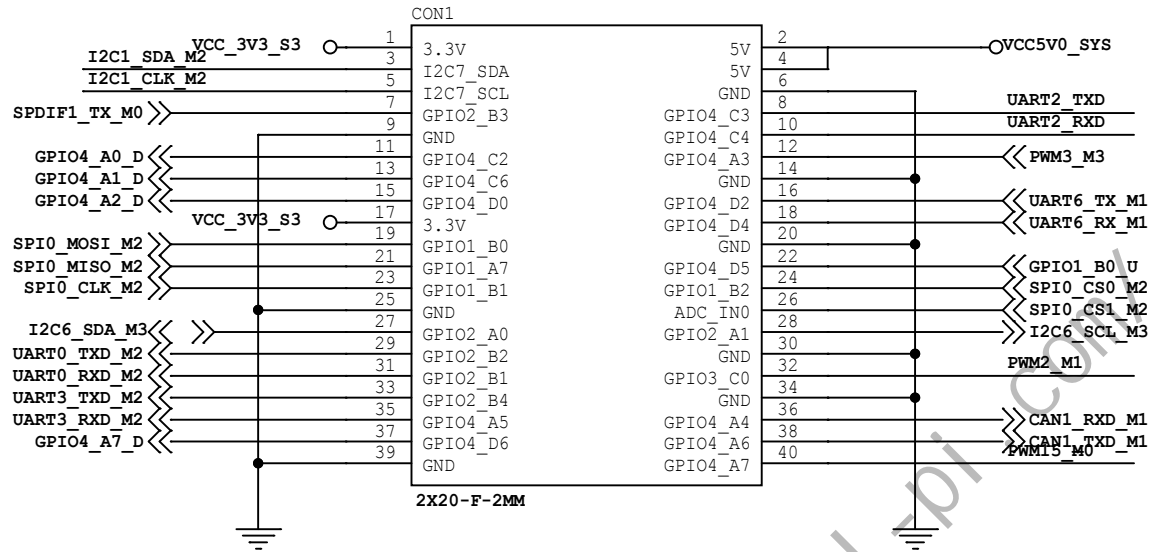 CON1
VCC_3V3_S3 1 3.3V 5V 2 VCC5V0_SYS
I2C1_SDA_M2 3 I2C7_SDA 5V 4
I2C1_CLK_M2 5 I2C7_SCL GND 6
SPDIF1_TX_M0 7 GPIO2_B3 GPIO4_C3 8 UART2_TXD
9 GND GPIO4_C4 10 UART2_RXD
GPIO4_A0_D 11 GPIO4_C2 GPIO4_A3 12 PWM3_M3
GPIO4_A1_D 13 GPIO4_C6 GND 14
GPIO4_A2_D 15 GPIO4_D0 GPIO4_D2 16 UART6_TX_M1
VCC_3V3_S3 17 3.3V GPIO4_D4 18 UART6_RX_M1
SPI0_MOSI_M2 19 GPIO1_B0 GND 20
SPI0_MISO_M2 21 GPIO1_A7 GPIO4_D5 22 GPIO1_B0_U
SPI0_CLK_M2 23 GPIO1_B1 GPIO1_B2 24 SPI0_CS0_M2
25 GND ADC_IN0 26 SPI0_CS1_M2
I2C6_SDA_M3 27 GPIO2_A0 GPIO2_A1 28 I2C6_SCL_M3
UART0_TXD_M2 29 GPIO2_B2 GND 30
UART0_RXD_M2 31 GPIO2_B1 GPIO3_C0 32 PWM2_M1
UART3_TXD_M2 33 GPIO2_B4 GND 34
UART3_RXD_M2 35 GPIO4_A5 GPIO4_A4 36 CAN1_RXD_M1
GPIO4_A7_D 37 GPIO4_D6 GPIO4_A6 38 CAN1_TXD_M1
39 GND GPIO4_A7 40 PWM15_M0
2X20-F-2MM
-pi.com/